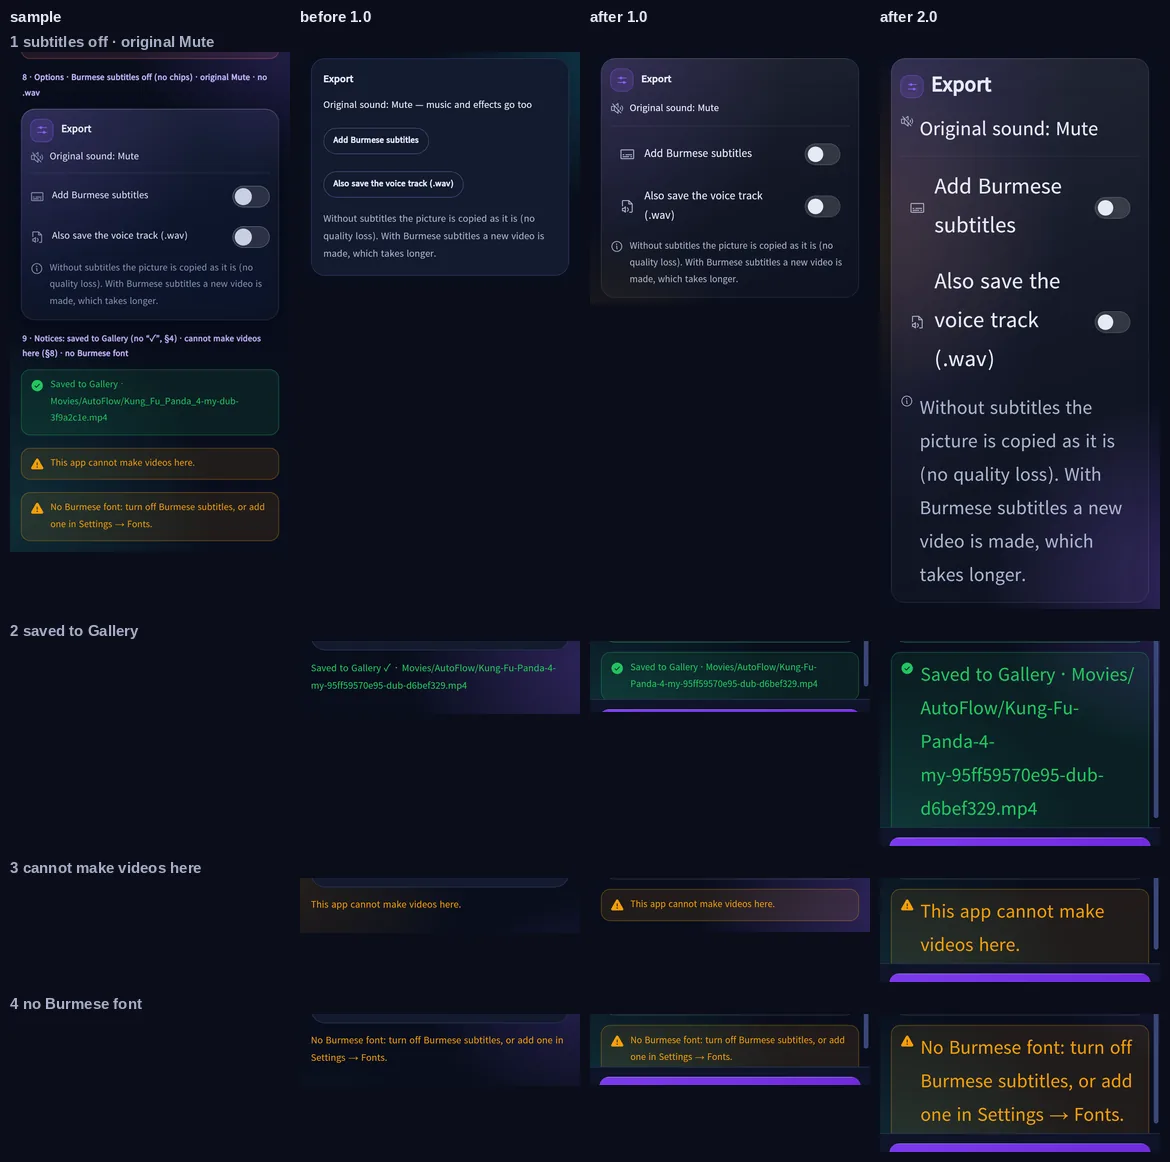 sample
before 1.0
after 1.0
after 2.0
1 subtitles off · original Mute
8 · Options · Burmese subtitles off (no chips) · original Mute · no
.wav
Export
Original sound: Mute
Add Burmese subtitles
Also save the voice track (.wav)
Without subtitles the picture is copied as it is (no
quality loss). With Burmese subtitles a new video is
made, which takes longer.
9 · Notices: saved to Gallery (no "✓", §4) · cannot make videos
here (§8) · no Burmese font
Saved to Gallery ·
Movies/AutoFlow/Kung_Fu_Panda_4-my-dub-
3f9a2c1e.mp4
This app cannot make videos here.
No Burmese font: turn off Burmese subtitles, or add
one in Settings → Fonts.
Export
Original sound: Mute — music and effects go too
Add Burmese subtitles
Also save the voice track (.wav)
Without subtitles the picture is copied as it is (no
quality loss). With Burmese subtitles a new video is
made, which takes longer.
Export
Original sound: Mute
Add Burmese subtitles
Also save the voice track
(.wav)
Without subtitles the picture is copied as it is (no
quality loss). With Burmese subtitles a new video is
made, which takes longer.
Export
Original sound: Mute
Add Burmese
subtitles
Also save the
voice track
(.wav)
Without subtitles the
picture is copied as it is
(no quality loss). With
Burmese subtitles a new
video is made, which
takes longer.
2 saved to Gallery
Saved to Gallery ✓ · Movies/AutoFlow/Kung-Fu-Panda-4-
my-95ff59570e95-dub-d6bef329.mp4
Saved to Gallery · Movies/AutoFlow/Kung-Fu-
Panda-4-my-95ff59570e95-dub-d6bef329.mp4
Saved to Gallery · Movies/
AutoFlow/Kung-Fu-
Panda-4-
my-95ff59570e95-dub-
d6bef329.mp4
3 cannot make videos here
This app cannot make videos here.
This app cannot make videos here.
This app cannot make
videos here.
4 no Burmese font
No Burmese font: turn off Burmese subtitles, or add one in
Settings → Fonts.
No Burmese font: turn off Burmese subtitles, or add
one in Settings → Fonts.
No Burmese font: turn off
Burmese subtitles, or add
one in Settings → Fonts.